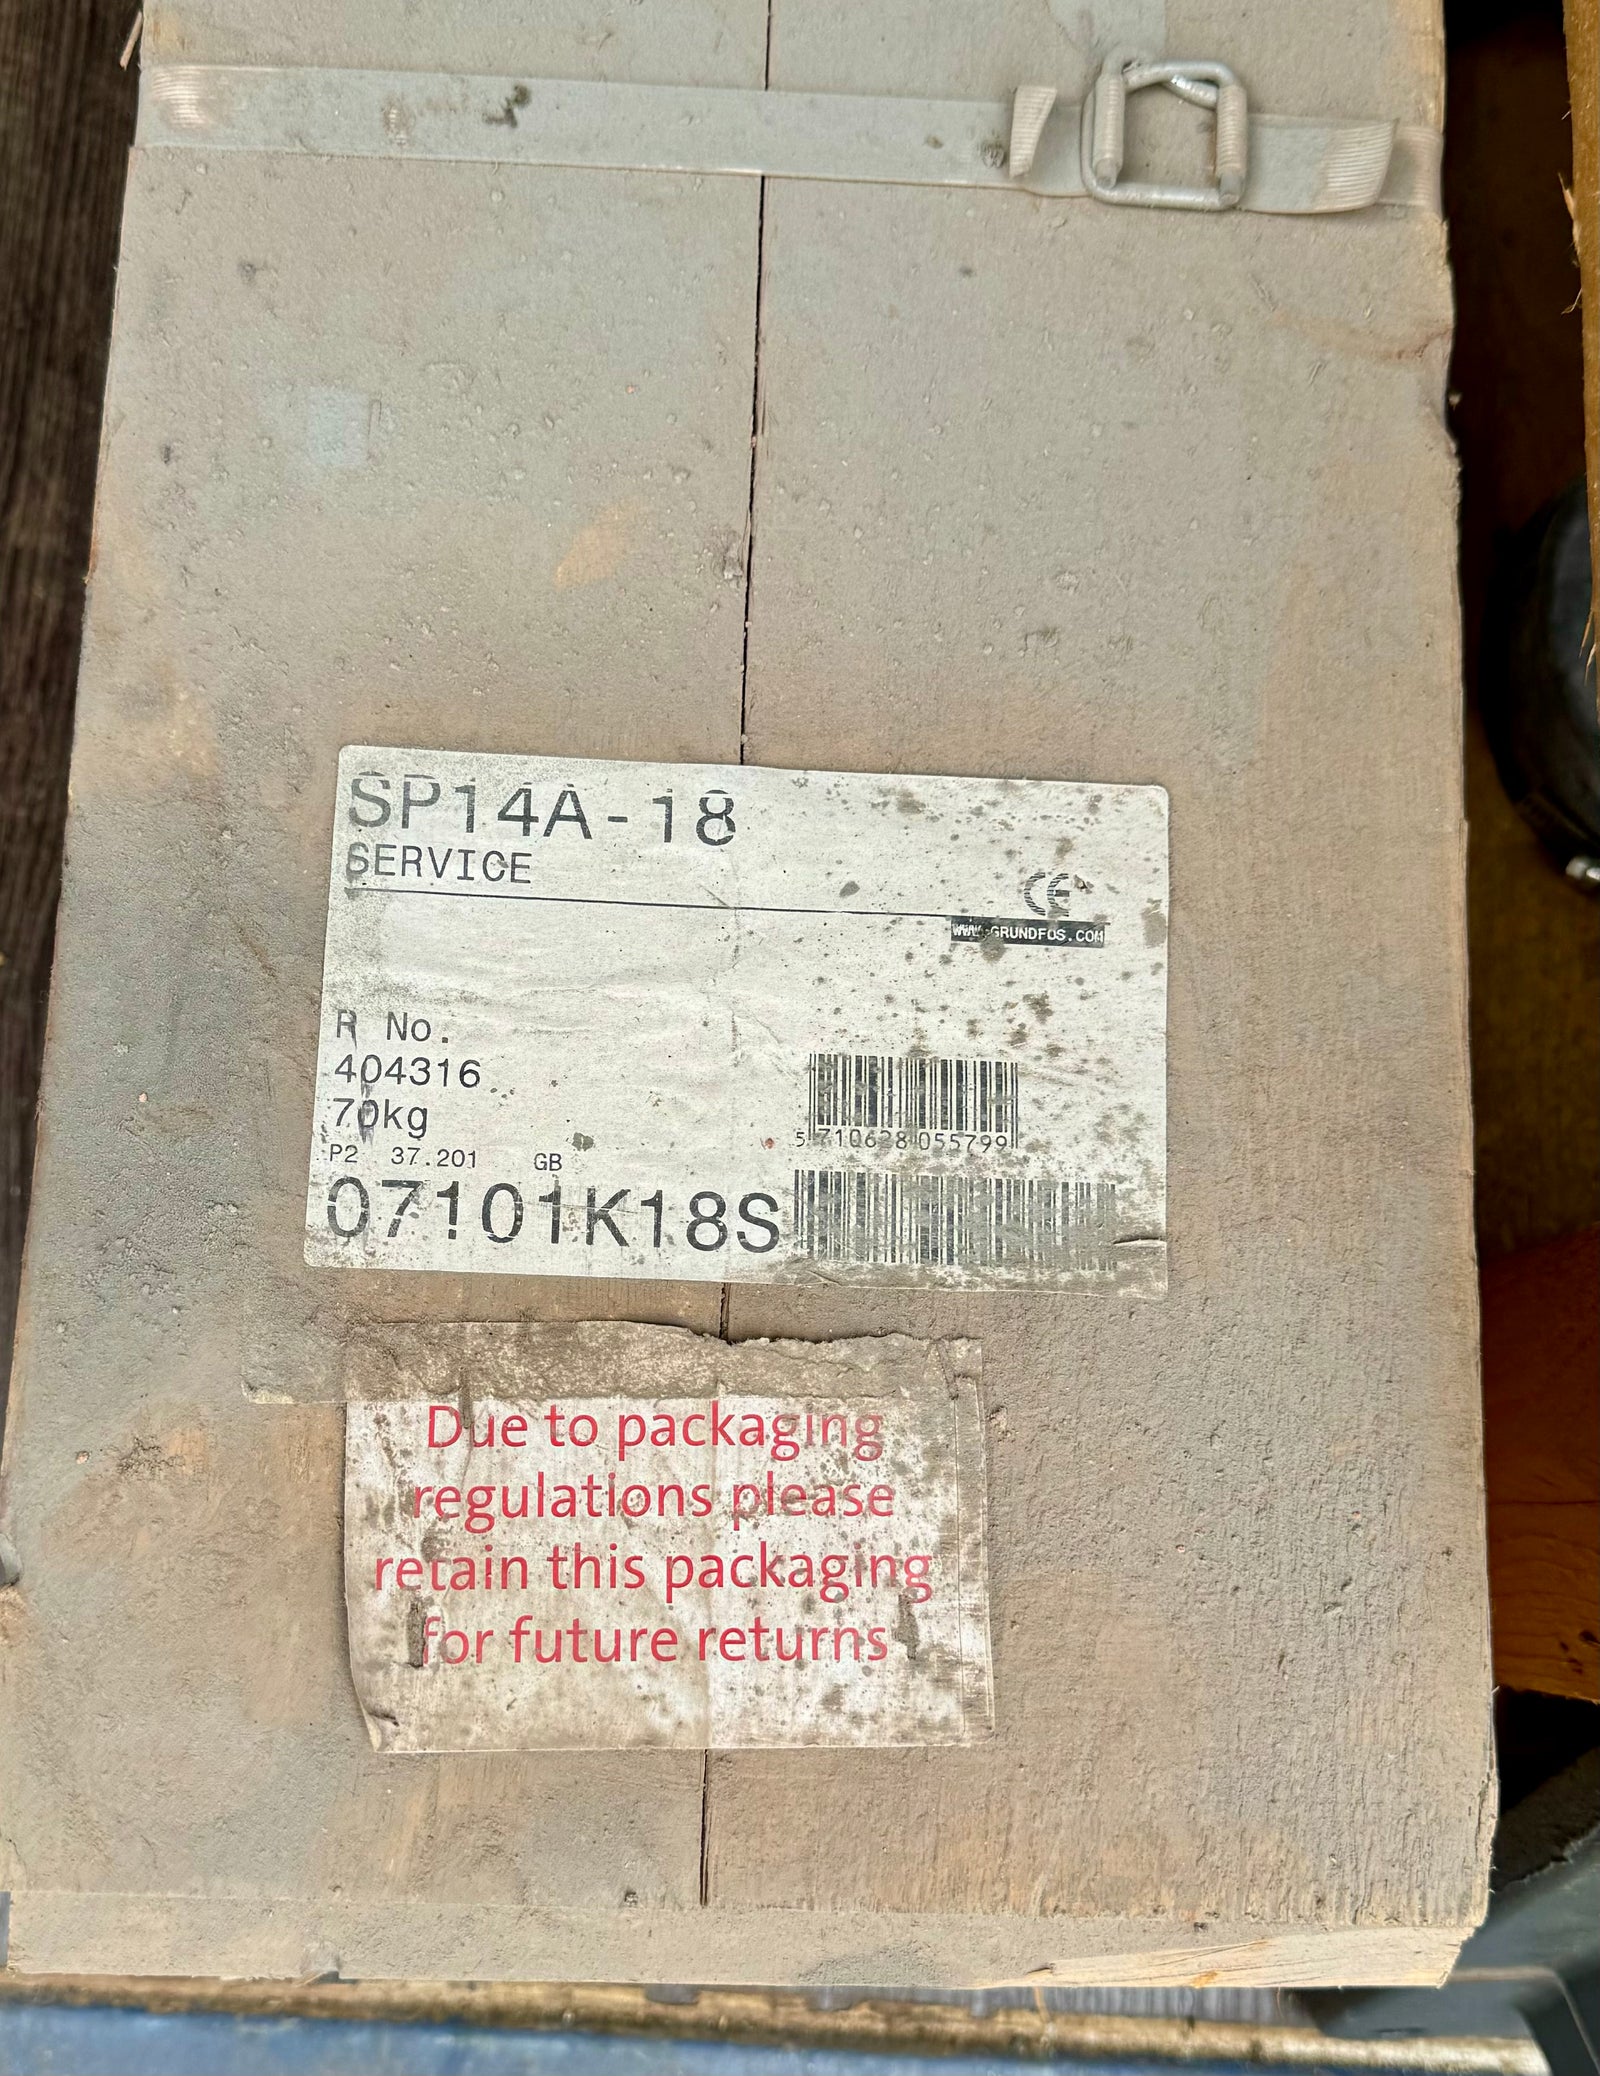 SP14A-18
SERVICE
CE
WWW.GRUNDFOS.COM
R No.
404316
70kg
5 710628 055799
P2 37.201 GB
07101K18S
Due to packaging
regulations please
retain this packaging
for future returns